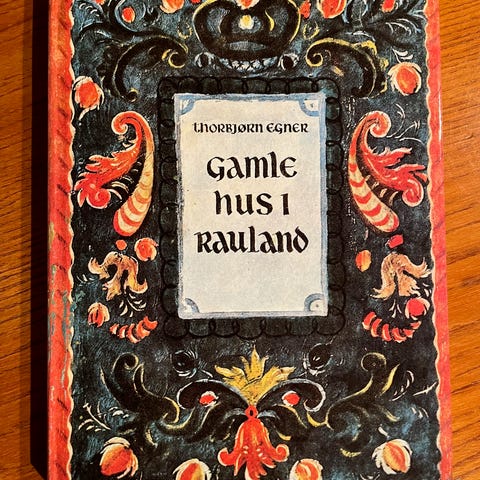 Thorbjørn Egner
Gamle
hus i
Rauland